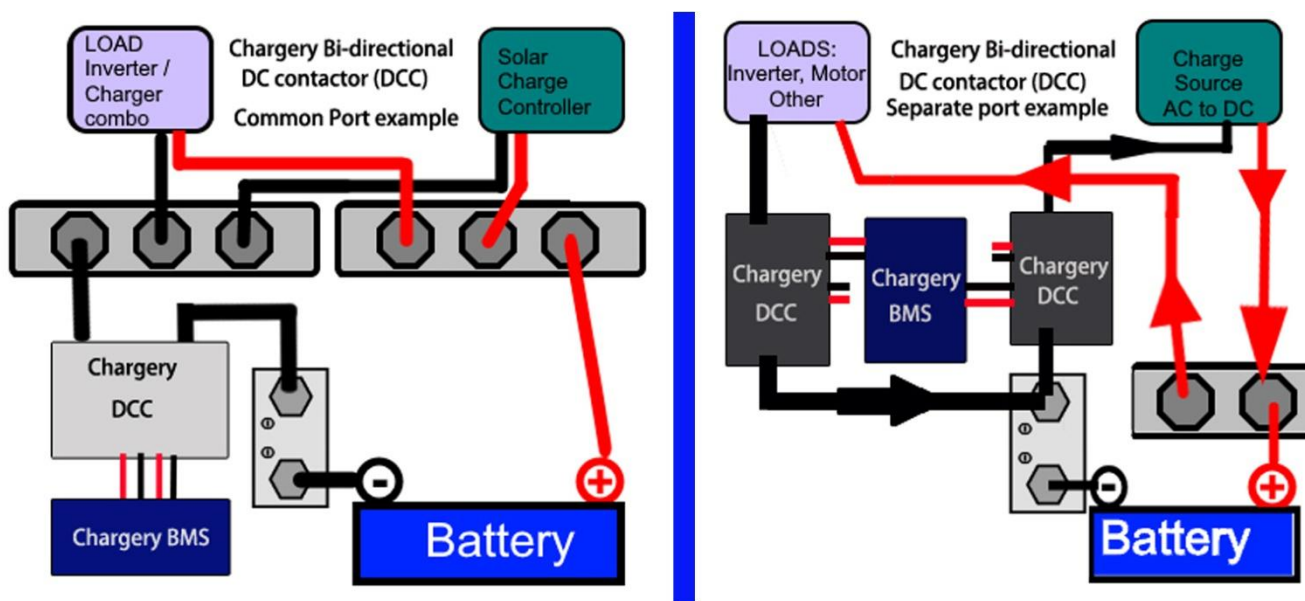 LOAD
Inverter /
Charger
combo
Chargery Bi-directional
DC contactor (DCC)
Common Port example
Solar
Charge
Controller
Chargery
DCC
Chargery BMS
-
+
Battery
LOADS:
Inverter, Motor
Other
Chargery Bi-directional
DC contactor (DCC)
Separate port example
Charge
Source
AC to DC
Chargery
DCC
Chargery
BMS
Chargery
DCC
-
+
Battery